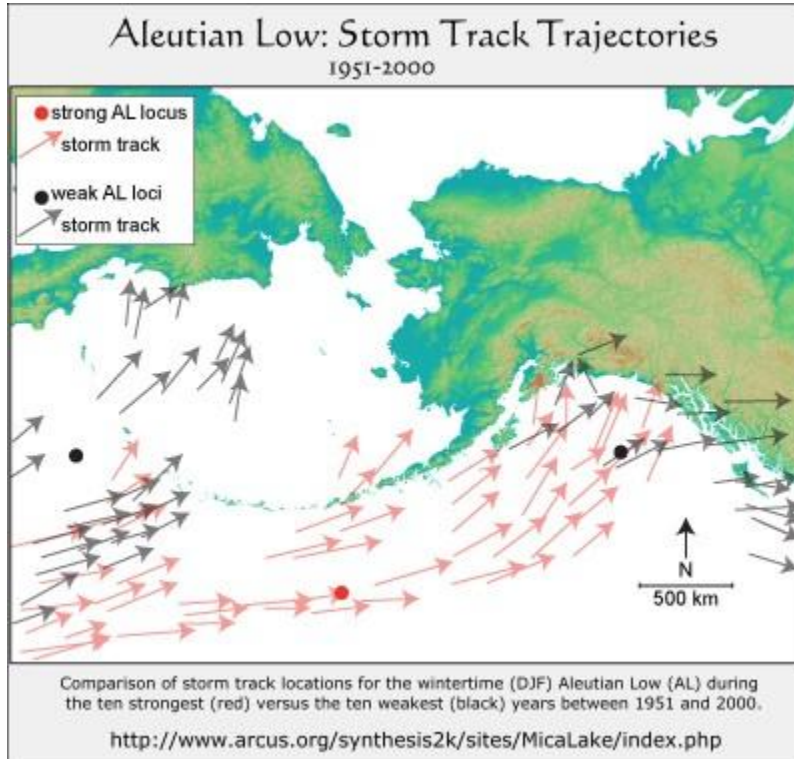 Aleutian Low: Storm Track Trajectories
1951-2000
strong AL locus
storm track
weak AL loci
storm track
N
500 km
Comparison of storm track locations for the wintertime (DJF) Aleutian Low (AL) during
the ten strongest (red) versus the ten weakest (black) years between 1951 and 2000.
http://www.arcus.org/synthesis2k/sites/MicaLake/index.php